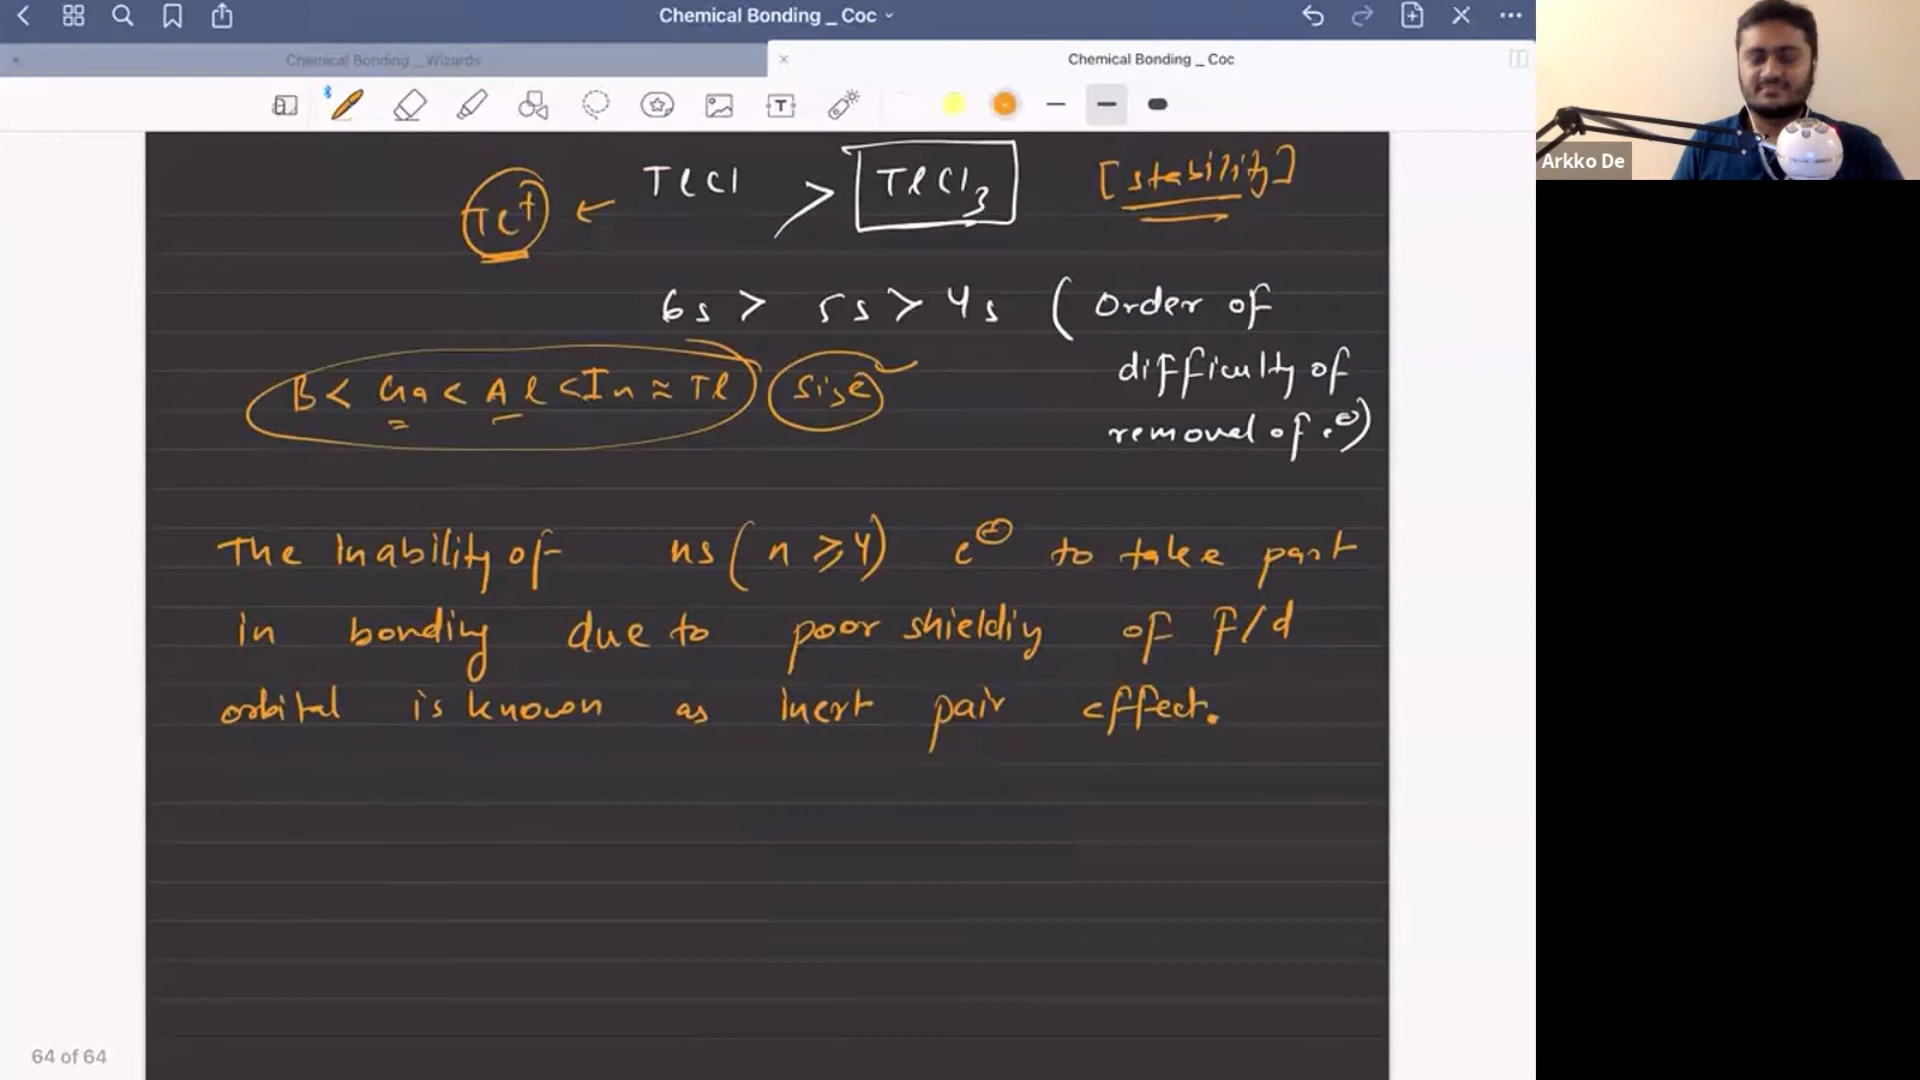 Chemical Bonding _ Coc
Chemical Bonding _ Wizards
Chemical Bonding _ Coc
Arkko De
Tl⁺ ← TlCl > TlCl₃ [stability]
6s > 5s > 4s (order of
difficulty of
removal of e⊖)
B < Ga < Al < In ≈ Tl (size)
The inability of ns (n ⩾ 4) e⊖ to take part
in bonding due to poor shieldiy of F/d
orbital is known as inert pair effect.
64 of 64